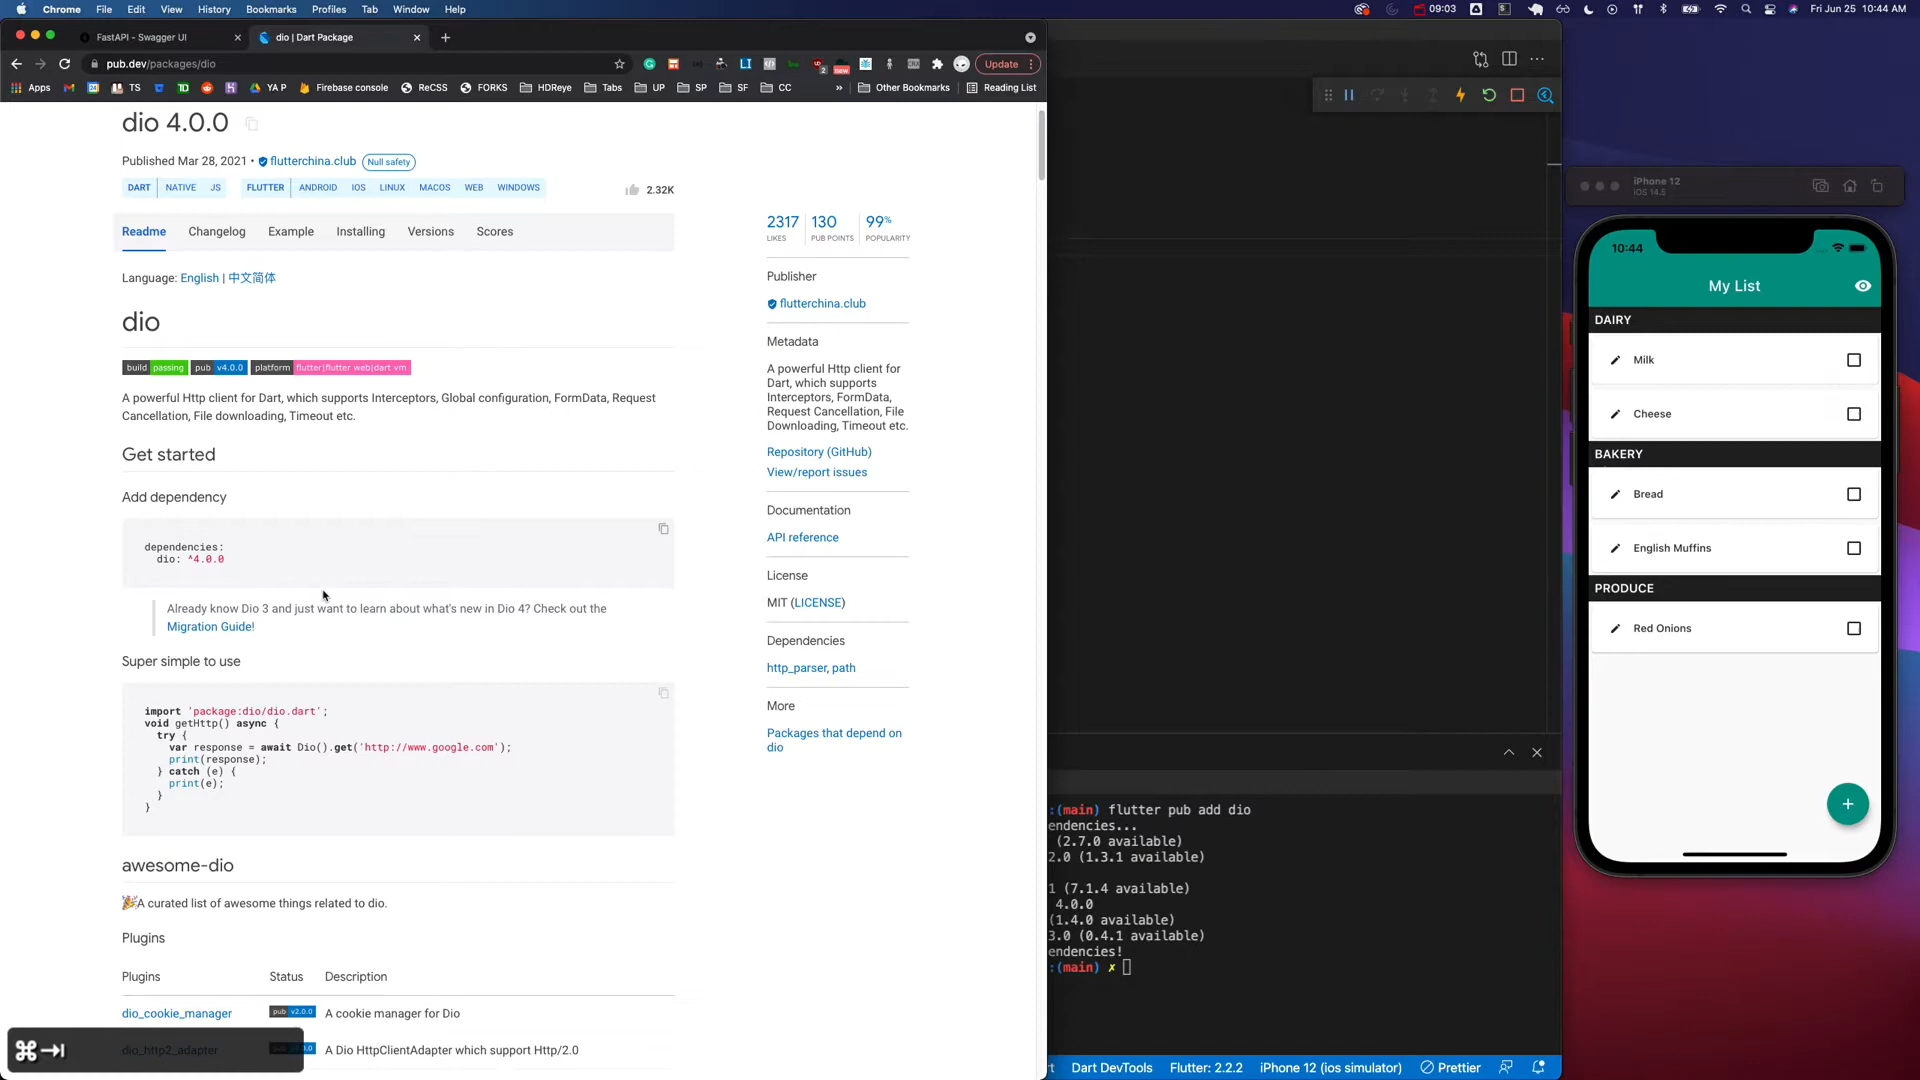 Chrome File Edit View History Bookmarks Profiles Tab Window Help
09:03
Fri Jun 25 10:44 AM
FastAPI - Swagger UI
dio | Dart Package
pub.dev/packages/dio
Update
Apps
TS
TD
YA P
Firebase console
ReCSS
FORKS
HDReye
Tabs
UP
SP
SF
CC
»
Other Bookmarks
Reading List
dio 4.0.0
Published Mar 28, 2021 • flutterchina.club Null safety
DART NATIVE JS FLUTTER ANDROID IOS LINUX MACOS WEB WINDOWS
2.32K
Readme Changelog Example Installing Versions Scores
Language: English | 中文简体
dio
build passing pub v4.0.0 platform flutter|flutter web|dart vm
A powerful Http client for Dart, which supports Interceptors, Global configuration, FormData, Request
Cancellation, File downloading, Timeout etc.
Get started
Add dependency
dependencies:
dio: ^4.0.0
Already know Dio 3 and just want to learn about what's new in Dio 4? Check out the
Migration Guide!
Super simple to use
import 'package:dio/dio.dart';
void getHttp() async {
try {
var response = await Dio().get('http://www.google.com');
print(response);
} catch (e) {
print(e);
}
}
awesome-dio
🎉A curated list of awesome things related to dio.
Plugins
Plugins Status Description
dio_cookie_manager pub v2.0.0 A cookie manager for Dio
dio_http2_adapter A Dio HttpClientAdapter which support Http/2.0
⌘⇥
2317 130 99%
LIKES PUB POINTS POPULARITY
Publisher
flutterchina.club
Metadata
A powerful Http client for
Dart, which supports
Interceptors, FormData,
Request Cancellation, File
Downloading, Timeout etc.
Repository (GitHub)
View/report issues
Documentation
API reference
License
MIT (LICENSE)
Dependencies
http_parser, path
More
Packages that depend on
dio
:(main) flutter pub add dio
endencies...
(2.7.0 available)
2.0 (1.3.1 available)
1 (7.1.4 available)
4.0.0
(1.4.0 available)
3.0 (0.4.1 available)
endencies!
:(main) ✗
Dart DevTools
Flutter: 2.2.2
iPhone 12 (ios simulator)
Prettier
iPhone 12
iOS 14.5
10:44
My List
DAIRY
Milk
Cheese
BAKERY
Bread
English Muffins
PRODUCE
Red Onions
+